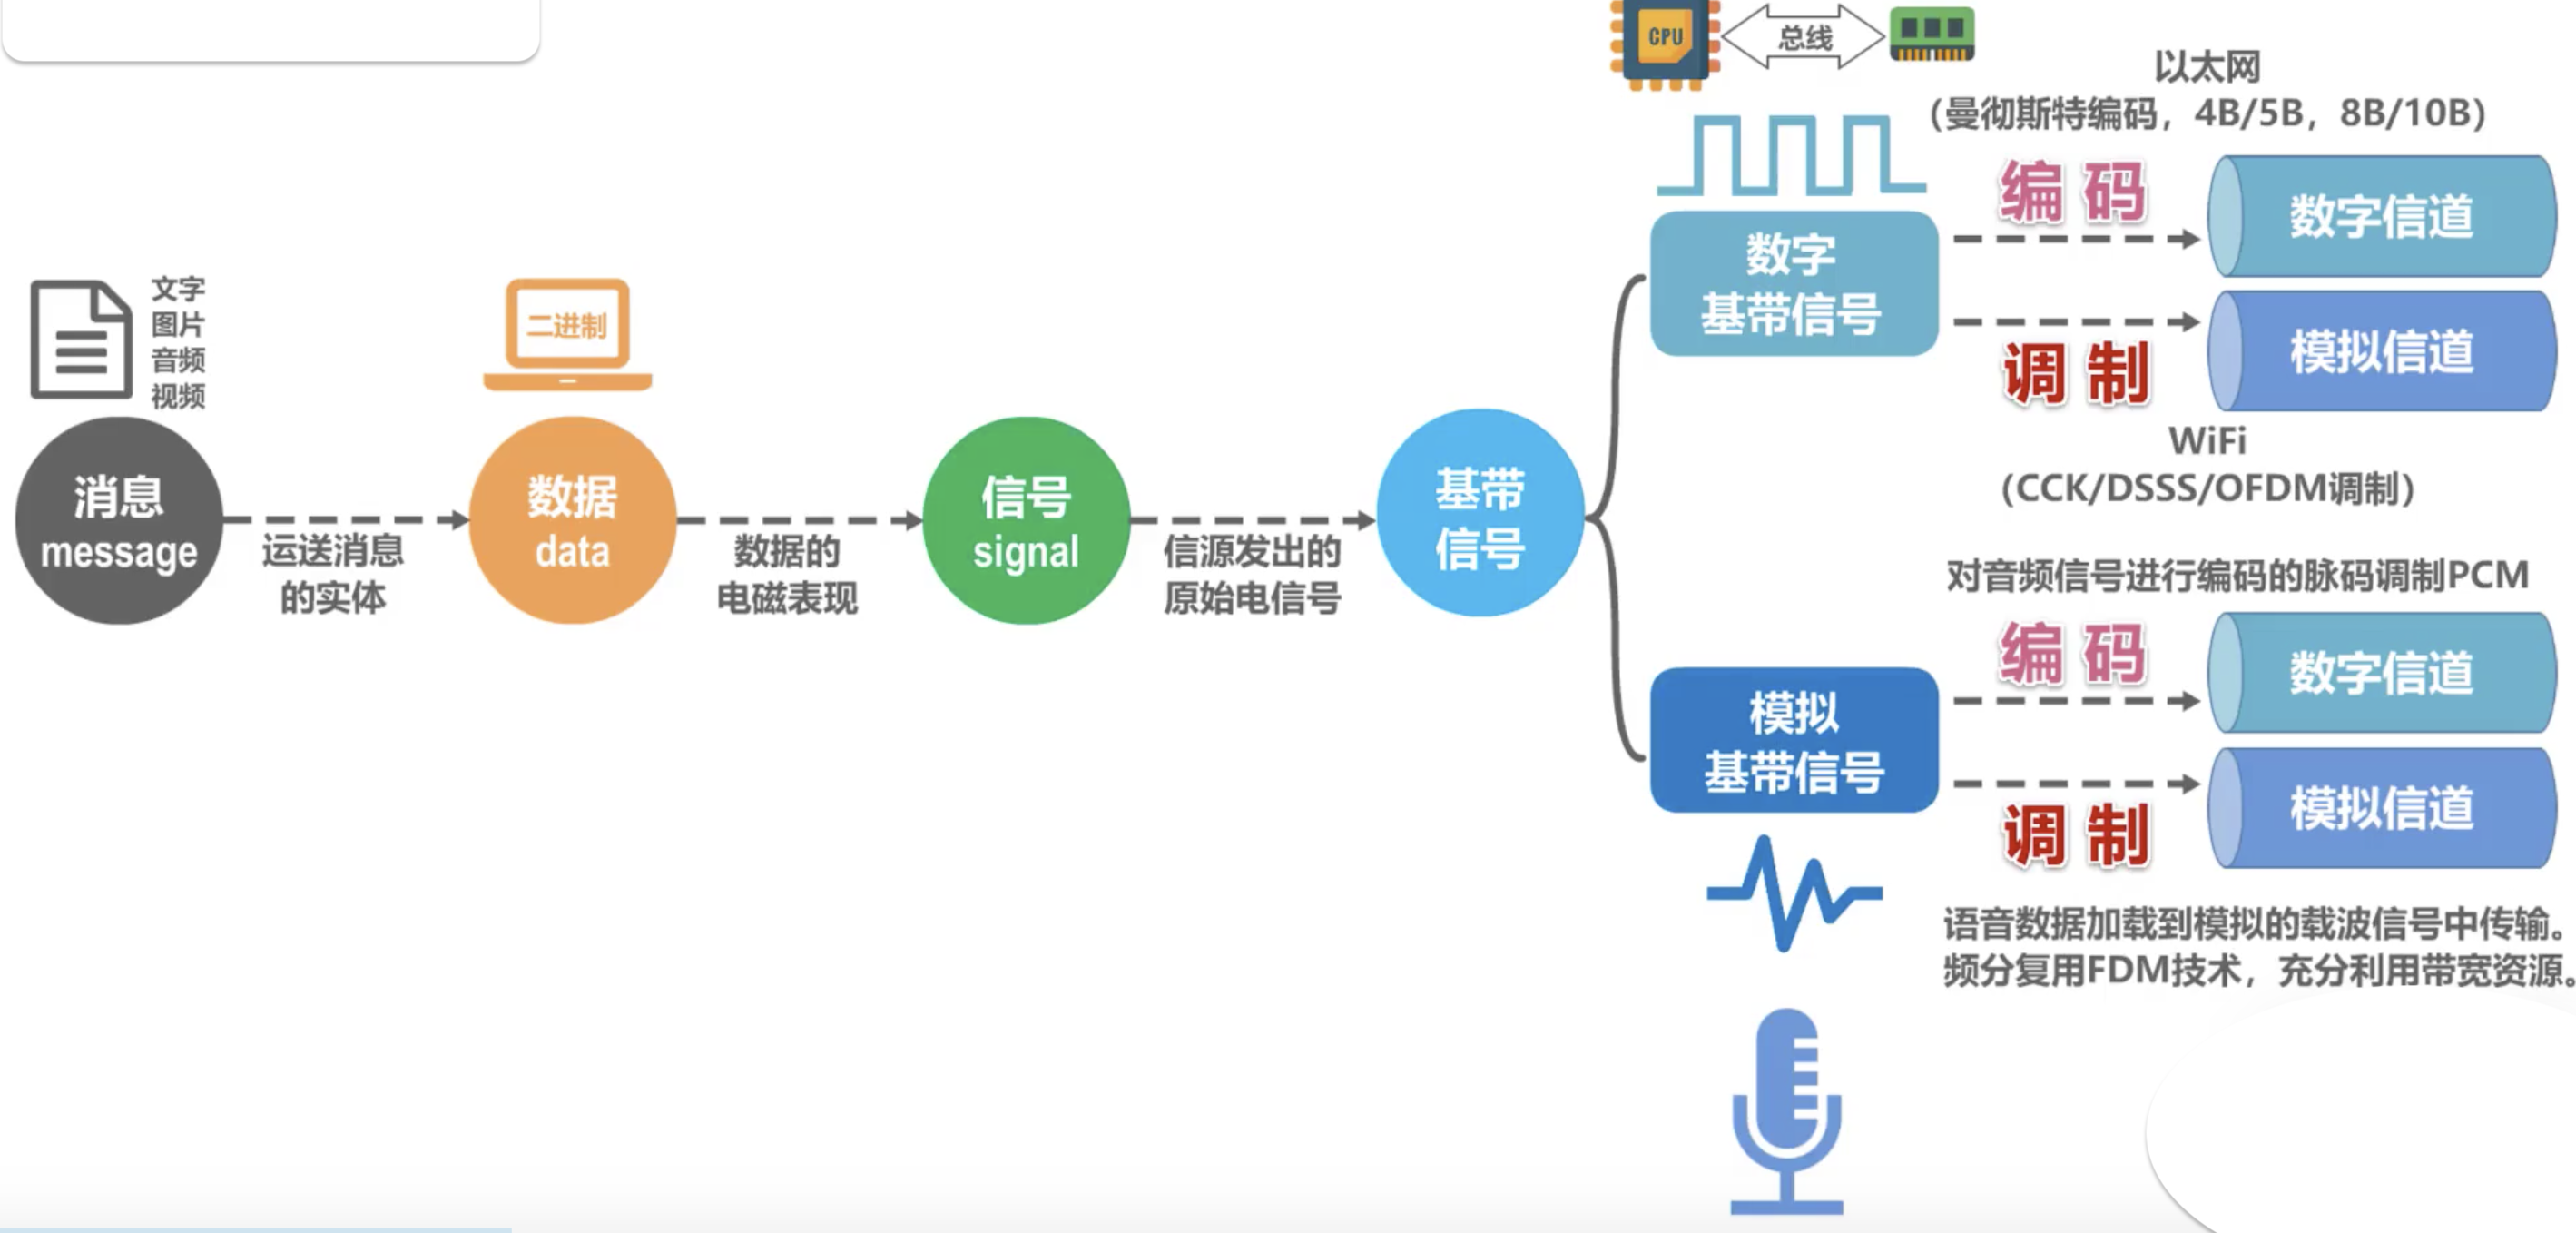 CPU
总线
以太网
（曼彻斯特编码，4B/5B，8B/10B）
编码
数字信道
数字
基带信号
调制
模拟信道
WiFi
（CCK/DSSS/OFDM调制）
文字
图片
音频
视频
二进制
消息
message
运送消息
的实体
数据
data
数据的
电磁表现
信号
signal
信源发出的
原始电信号
基带
信号
对音频信号进行编码的脉码调制PCM
编码
数字信道
模拟
基带信号
调制
模拟信道
语音数据加载到模拟的载波信号中传输。
频分复用FDM技术，充分利用带宽资源。